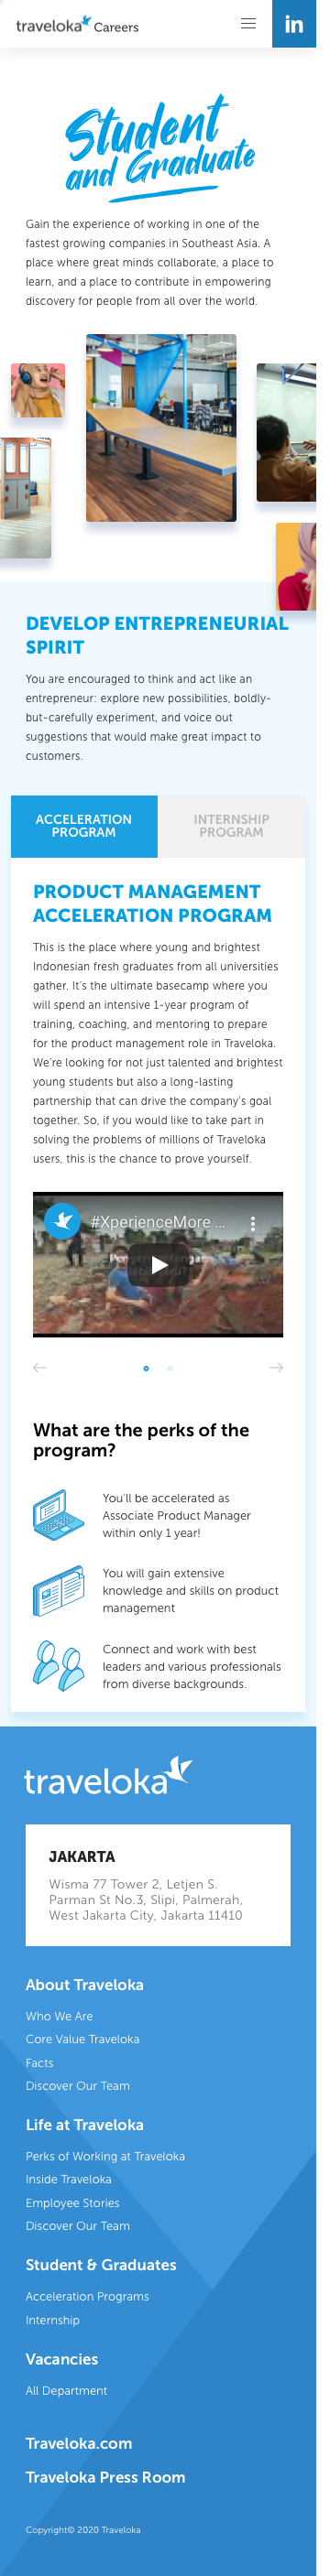 traveloka Careers
in
Student
and Graduate
Gain the experience of working in one of the
fastest growing companies in Southeast Asia. A
place where great minds collaborate, a place to
learn, and a place to contribute in empowering
discovery for people from all over the world.
DEVELOP ENTREPRENEURIAL
SPIRIT
You are encouraged to think and act like an
entrepreneur: explore new possibilities, boldly-
but-carefully experiment, and voice out
suggestions that would make great impact to
customers.
ACCELERATION
PROGRAM
INTERNSHIP
PROGRAM
PRODUCT MANAGEMENT
ACCELERATION PROGRAM
This is the place where young and brightest
Indonesian fresh graduates from all universities
gather. It's the ultimate basecamp where you
will spend an intensive 1-year program of
training, coaching, and mentoring to prepare
for the product management role in Traveloka.
We're looking for not just talented and brightest
young students but also a long-lasting
partnership that can drive the company's goal
together. So, if you would like to take part in
solving the problems of millions of Traveloka
users, this is the chance to prove yourself.
#XperienceMore ...
What are the perks of the
program?
You'll be accelerated as
Associate Product Manager
within only 1 year!
You will gain extensive
knowledge and skills on product
management
Connect and work with best
leaders and various professionals
from diverse backgrounds.
traveloka
JAKARTA
Wisma 77 Tower 2, Letjen S.
Parman St No.3, Slipi, Palmerah,
West Jakarta City, Jakarta 11410
About Traveloka
Who We Are
Core Value Traveloka
Facts
Discover Our Team
Life at Traveloka
Perks of Working at Traveloka
Inside Traveloka
Employee Stories
Discover Our Team
Student & Graduates
Acceleration Programs
Internship
Vacancies
All Department
Traveloka.com
Traveloka Press Room
Copyright© 2020 Traveloka